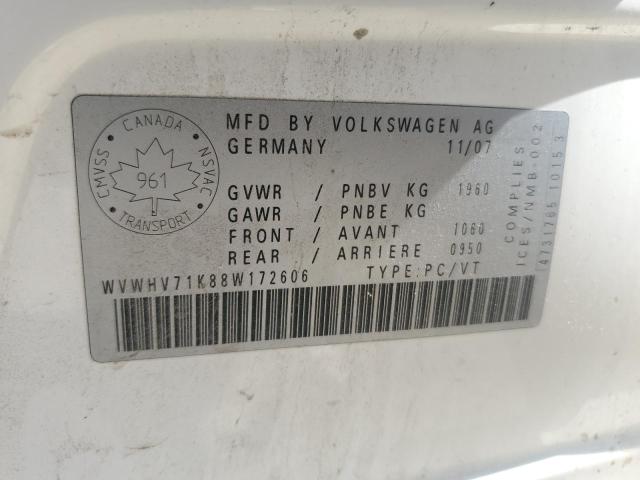 CANADA
CMVSS
NSVAC
961
TRANSPORT
MFD BY VOLKSWAGEN AG
GERMANY 11/07
GVWR / PNBV KG 1960
GAWR / PNBE KG
FRONT / AVANT 1060
REAR / ARRIERE 0950
WVWHV71K88W172606 TYPE:PC/VT
COMPLIES
ICES/NMB-002
4731765 1015 3